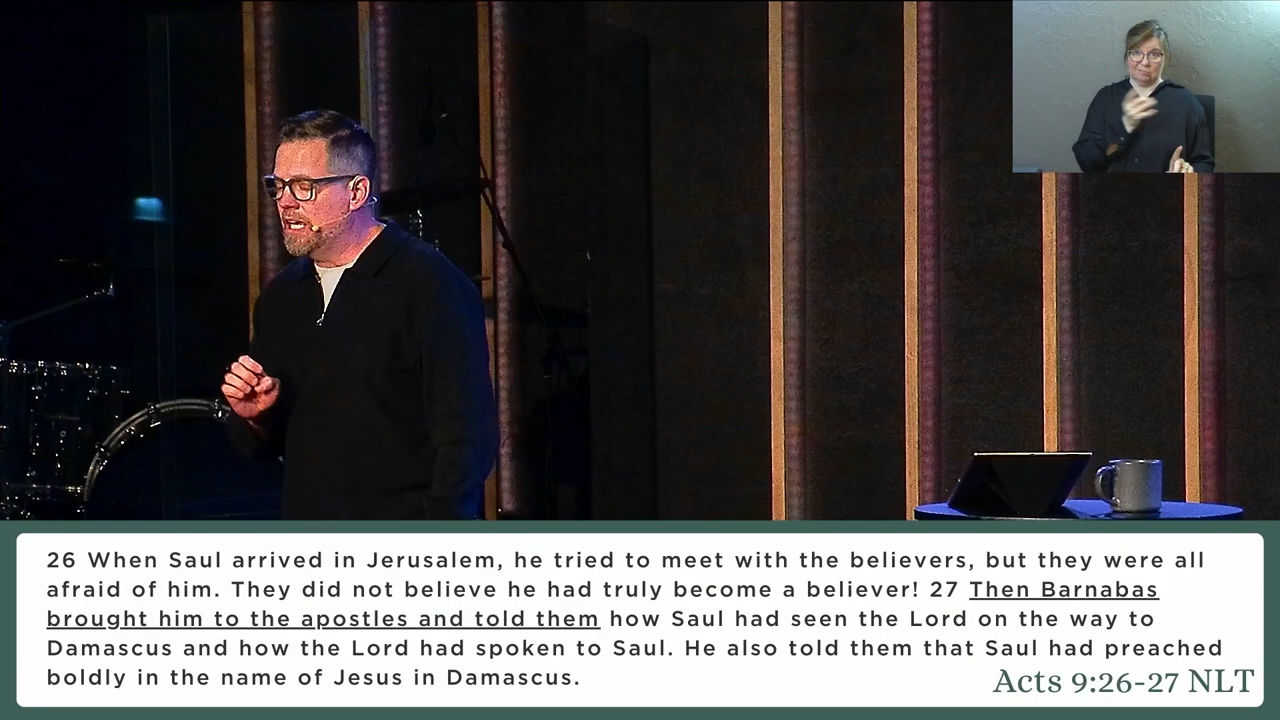 26 When Saul arrived in Jerusalem, he tried to meet with the believers, but they were all
afraid of him. They did not believe he had truly become a believer! 27 Then Barnabas
brought him to the apostles and told them how Saul had seen the Lord on the way to
Damascus and how the Lord had spoken to Saul. He also told them that Saul had preached
boldly in the name of Jesus in Damascus.
Acts 9:26-27 NLT